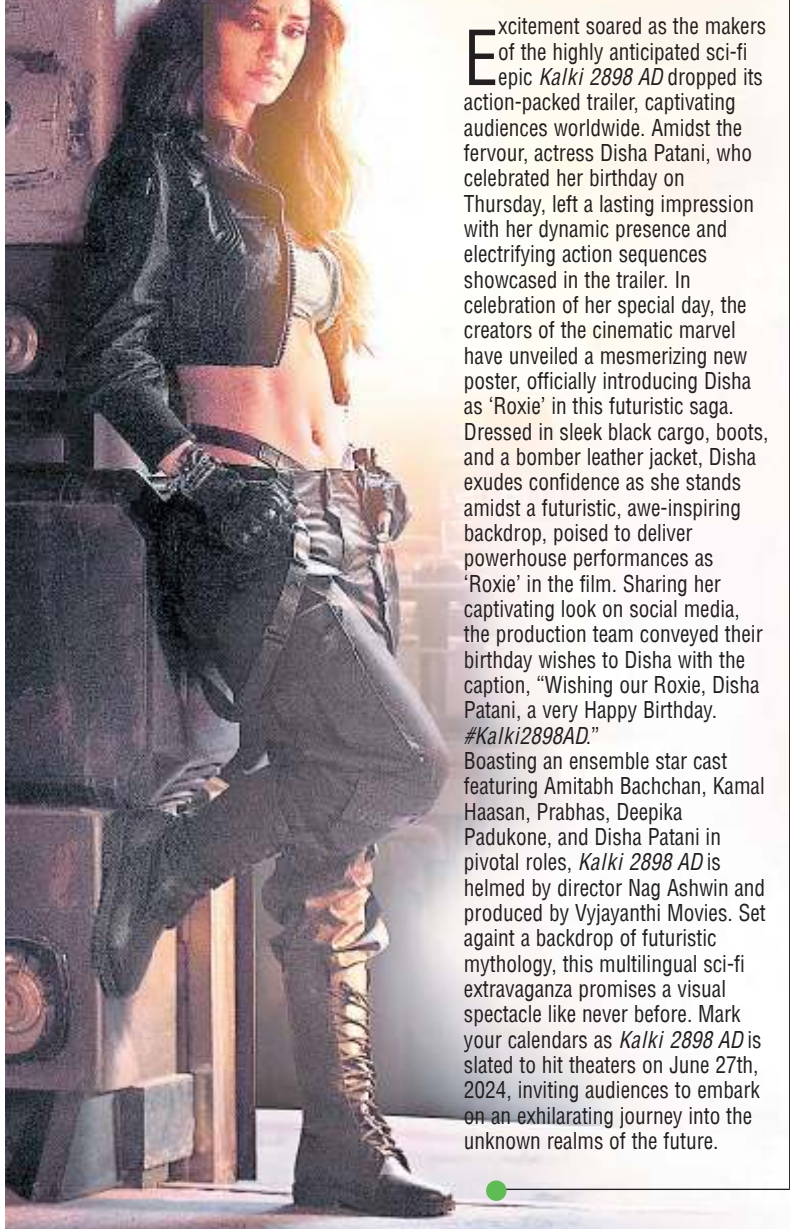 Excitement soared as the makers
of the highly anticipated sci-fi
epic Kalki 2898 AD dropped its
action-packed trailer, captivating
audiences worldwide. Amidst the
fervour, actress Disha Patani, who
celebrated her birthday on
Thursday, left a lasting impression
with her dynamic presence and
electrifying action sequences
showcased in the trailer. In
celebration of her special day, the
creators of the cinematic marvel
have unveiled a mesmerizing new
poster, officially introducing Disha
as ‘Roxie’ in this futuristic saga.
Dressed in sleek black cargo, boots,
and a bomber leather jacket, Disha
exudes confidence as she stands
amidst a futuristic, awe-inspiring
backdrop, poised to deliver
powerhouse performances as
‘Roxie’ in the film. Sharing her
captivating look on social media,
the production team conveyed their
birthday wishes to Disha with the
caption, “Wishing our Roxie, Disha
Patani, a very Happy Birthday.
#Kalki2898AD.”
Boasting an ensemble star cast
featuring Amitabh Bachchan, Kamal
Haasan, Prabhas, Deepika
Padukone, and Disha Patani in
pivotal roles, Kalki 2898 AD is
helmed by director Nag Ashwin and
produced by Vyjayanthi Movies. Set
againt a backdrop of futuristic
mythology, this multilingual sci-fi
extravaganza promises a visual
spectacle like never before. Mark
your calendars as Kalki 2898 AD is
slated to hit theaters on June 27th,
2024, inviting audiences to embark
on an exhilarating journey into the
unknown realms of the future.